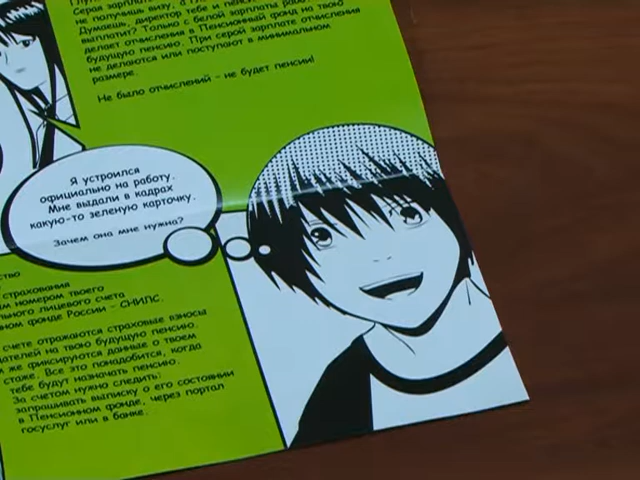 Серая зарплата
не получишь визу, а
Думаешь, директор тебе и пенсию
выплатит? Только с белой зарплаты
делает отчисления в Пенсионный фонд на твою
будущую пенсию. При серой зарплате отчисления
не делаются или поступают в минимальном
размере.
Не было отчислений – не будет пенсии!
Я устроился
официально на работу.
Мне выдали в кадрах
какую-то зеленую карточку.
Зачем она мне нужна?
страхования
номером твоего
лицевого счета
фонде России – СНИЛС.
счете отражаются страховые взносы
на твою будущую пенсию.
же фиксируются данные о твоем
стаже. Все это понадобится, когда
тебе будут назначать пенсию.
За счетом нужно следить:
запрашивать выписку о его состоянии
в Пенсионном фонде, через портал
госуслуг или в банке.